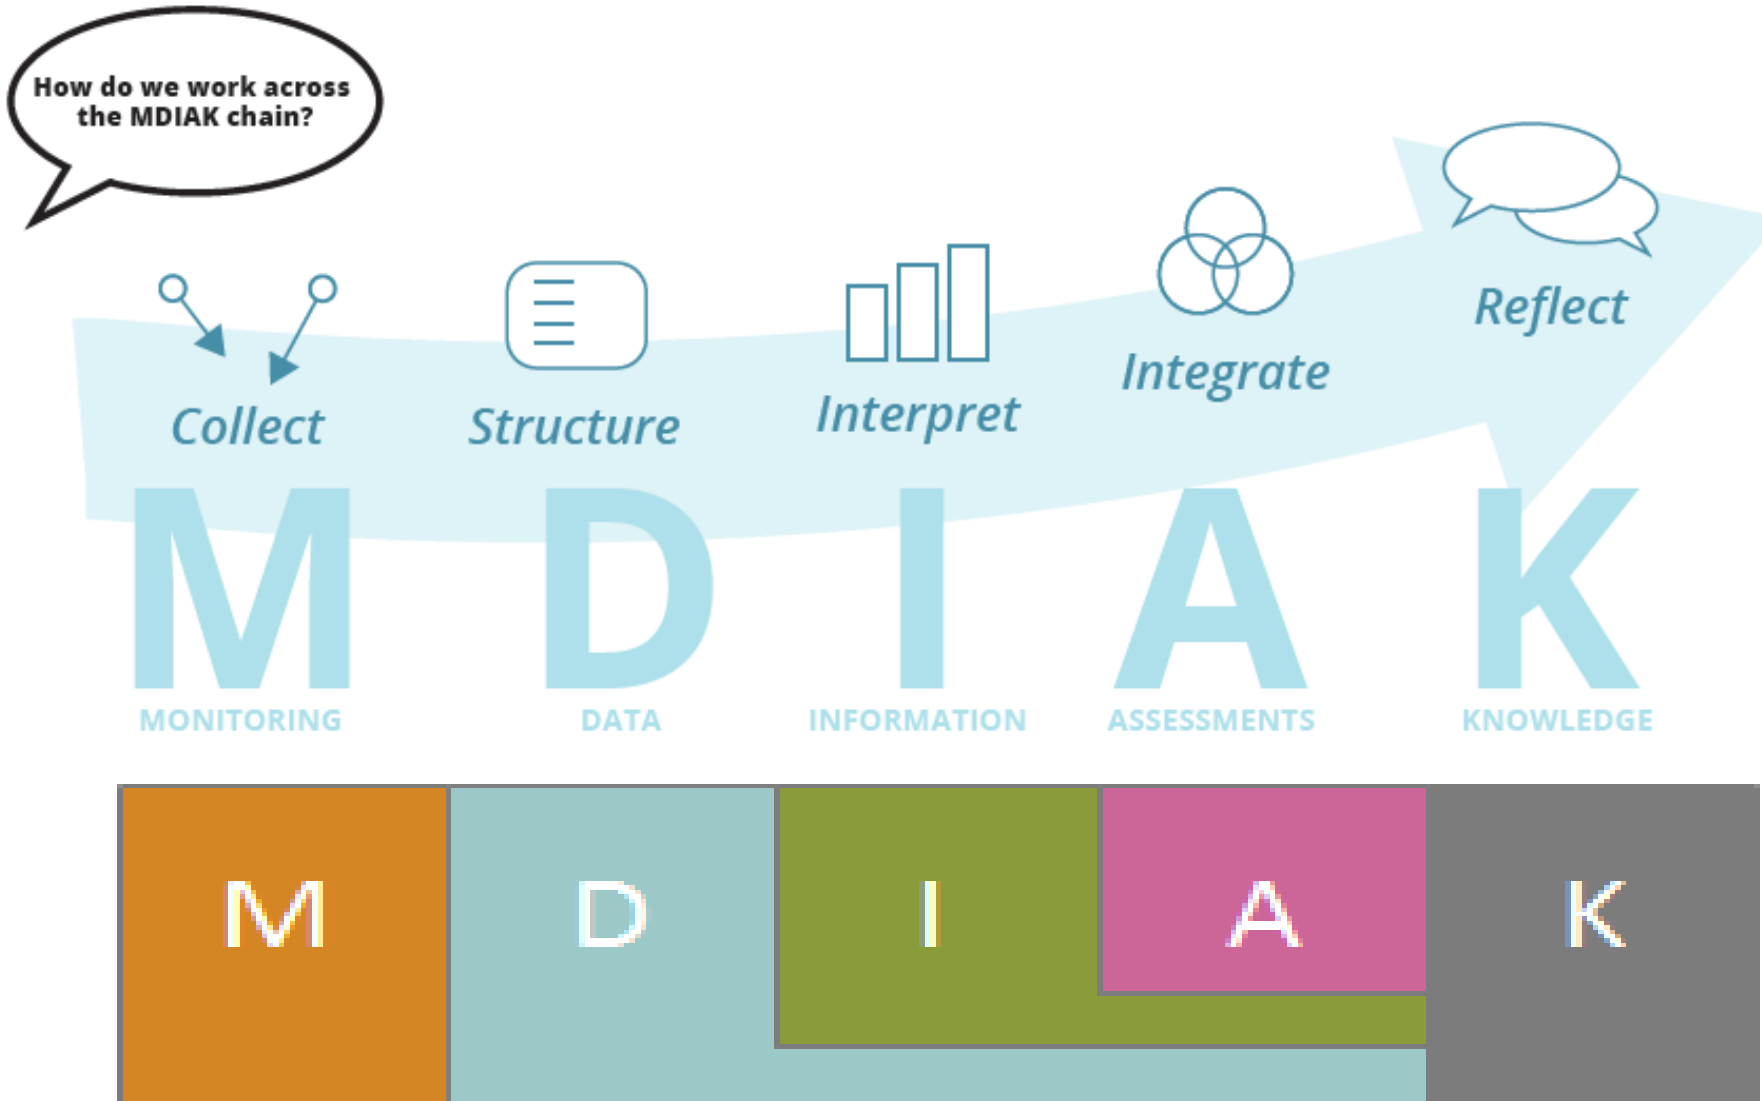 How do we work across
the MDIAK chain?
Collect
Structure
Interpret
Integrate
Reflect
M D I A K
MONITORING DATA INFORMATION ASSESSMENTS KNOWLEDGE
M D I A K